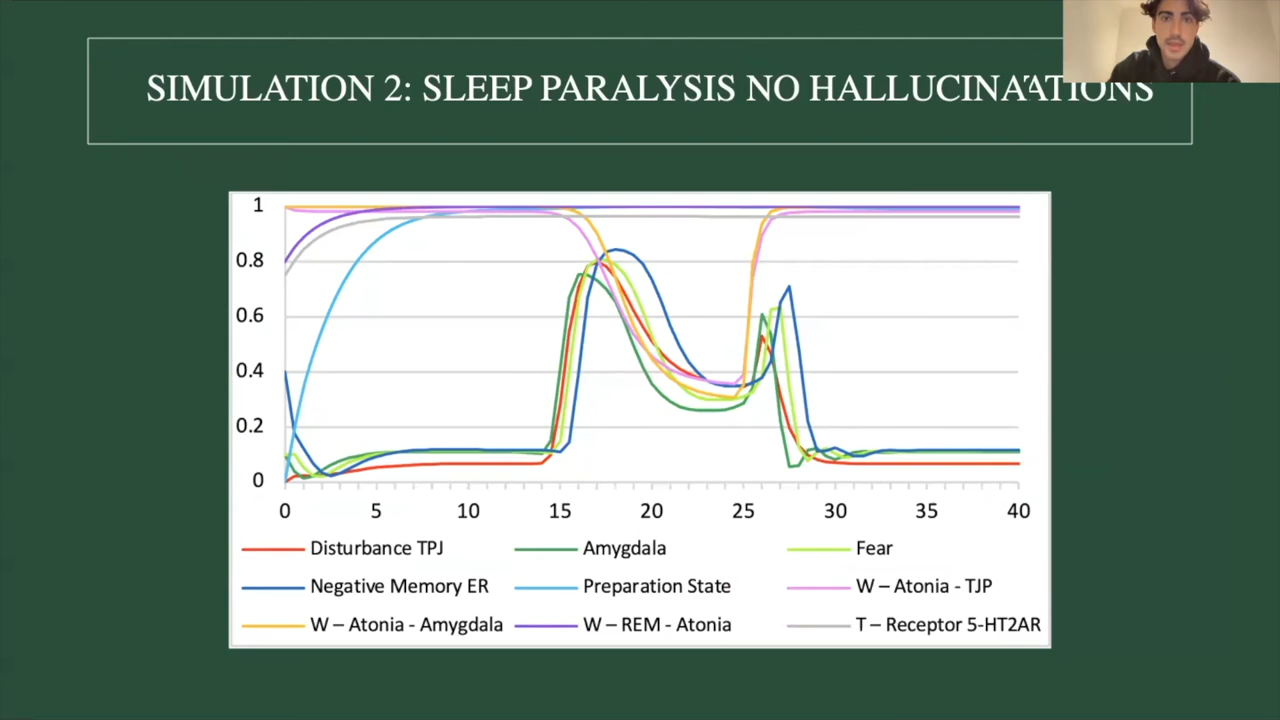 SIMULATION 2: SLEEP PARALYSIS NO HALLUCINATIONS
1
0.8
0.6
0.4
0.2
0
0 5 10 15 20 25 30 35 40
Disturbance TPJ Amygdala Fear
Negative Memory ER Preparation State W – Atonia - TJP
W – Atonia - Amygdala W – REM - Atonia T – Receptor 5-HT2AR